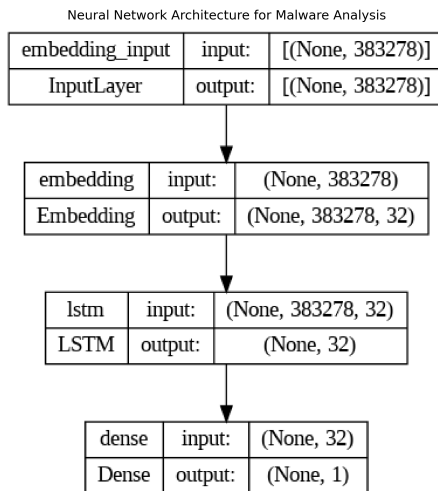 Neural Network Architecture for Malware Analysis
embedding_input input: [(None, 383278)]
InputLayer output: [(None, 383278)]
embedding input: (None, 383278)
Embedding output: (None, 383278, 32)
lstm input: (None, 383278, 32)
LSTM output: (None, 32)
dense input: (None, 32)
Dense output: (None, 1)